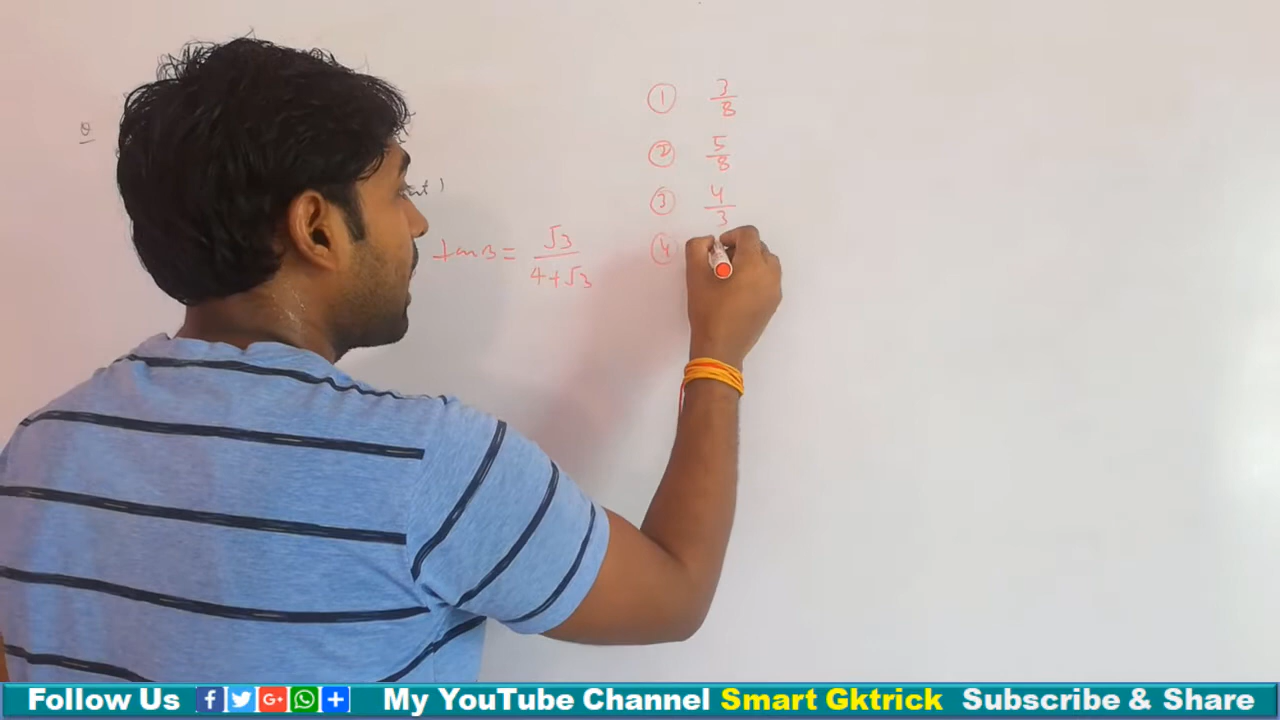 Q
① 3/8
② 5/8
③ 4/3
tan B = √3/(4+√3)
④
Follow Us My YouTube Channel Smart Gktrick Subscribe & Share